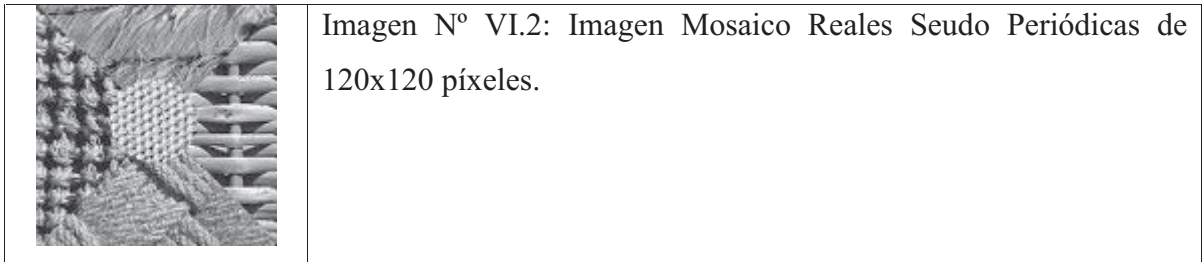 Imagen Nº VI.2: Imagen Mosaico Reales Seudo Periódicas de
120x120 píxeles.